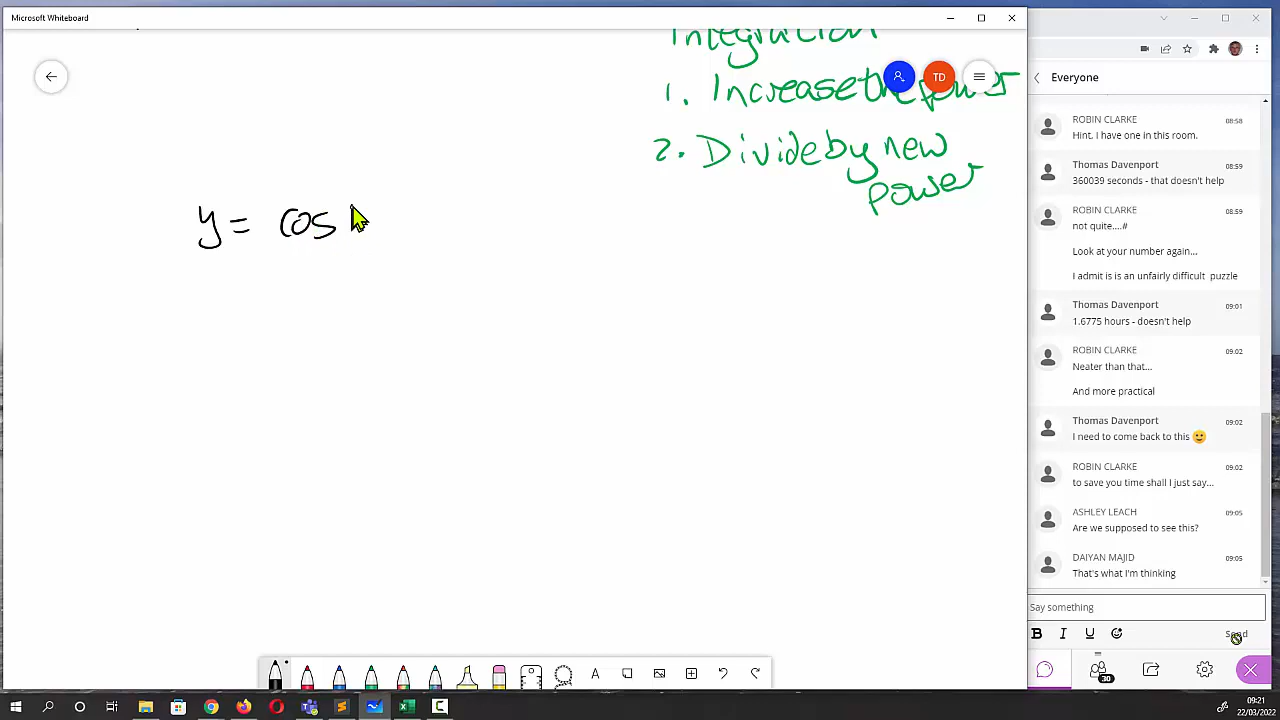 Microsoft Whiteboard
Integration
1. Increase the power
2. Divide by new
power
TD
y = cos
Everyone
ROBIN CLARKE 08:58
Hint. I have one in this room.
Thomas Davenport 08:59
360039 seconds - that doesn't help
ROBIN CLARKE 08:59
not quite....#
Look at your number again...
I admit is is an unfairly difficult puzzle
Thomas Davenport 09:01
1.6775 hours - doesn't help
ROBIN CLARKE 09:02
Neater than that...
And more practical
Thomas Davenport 09:02
I need to come back to this
ROBIN CLARKE 09:02
to save you time shall I just say...
ASHLEY LEACH 09:05
Are we supposed to see this?
DAIYAN MAJID 09:05
That's what I'm thinking
Say something
B I U
Send
A
30
09:21
22/03/2022